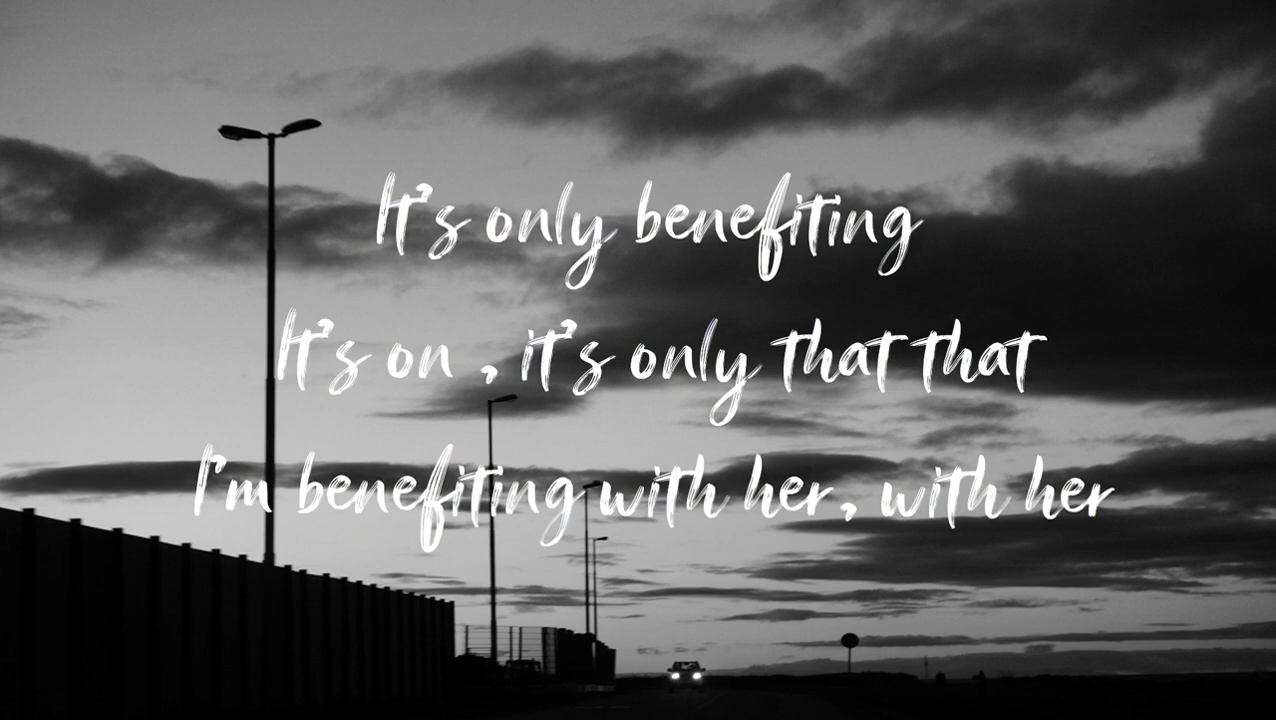 It's only benefiting
It's on , it's only that that
I'm benefiting with her, with her